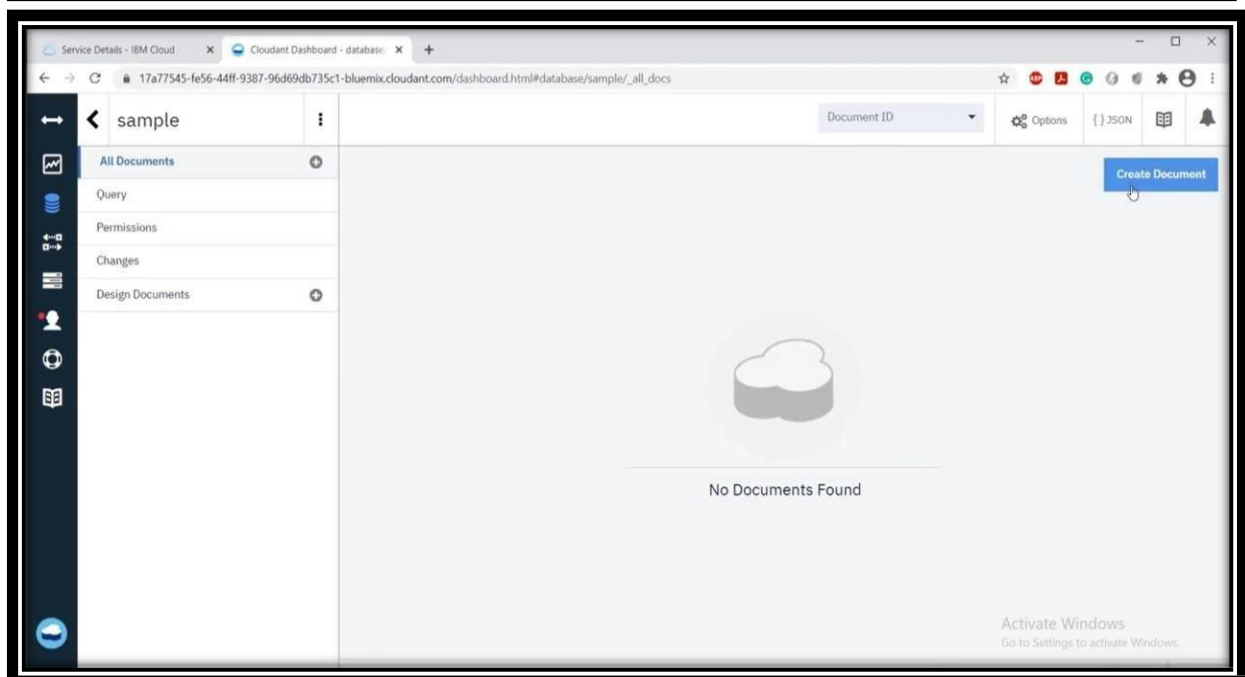 Service Details - IBM Cloud
Cloudant Dashboard - database
17a77545-fe56-44ff-9387-96d69db735c1-bluemix.cloudant.com/dashboard.html#database/sample/_all_docs
sample
Document ID
Options
{ } JSON
All Documents
Create Document
Query
Permissions
Changes
Design Documents
No Documents Found
Activate Windows
Go to Settings to activate Windows.